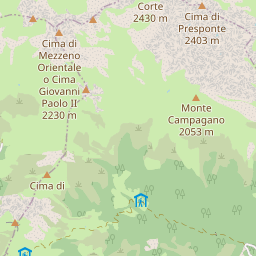 Corte
2430 m
Cima di
Presponte
2403 m
Cima di
Mezzeno
Orientale
o Cima
Giovanni
Paolo II
2230 m
Monte
Campagano
2053 m
Cima di